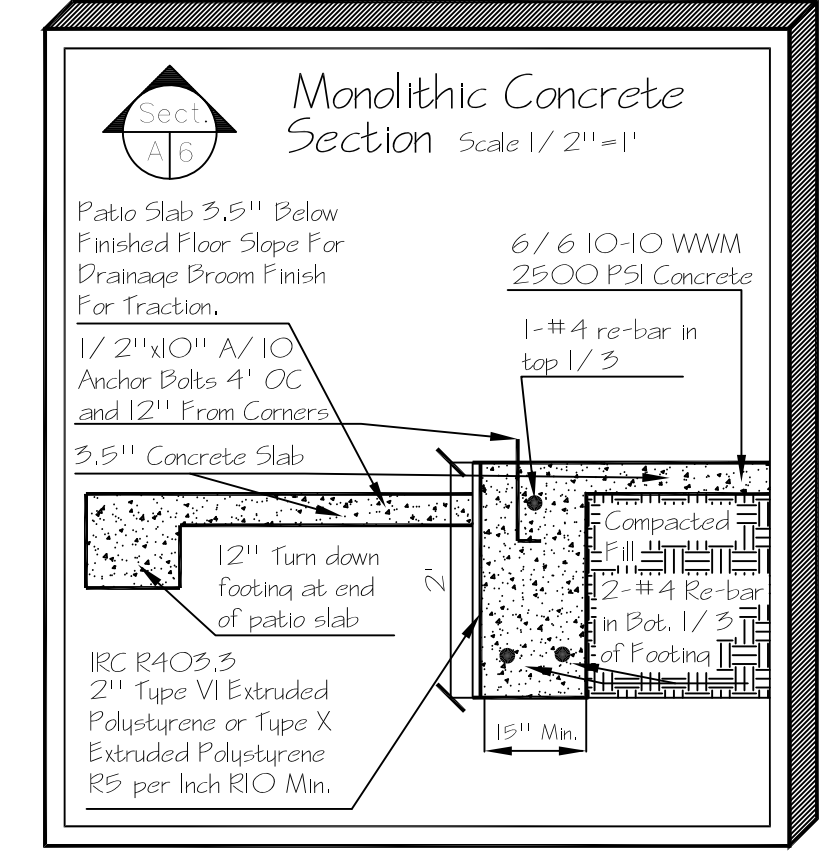 Sect.
A 6
Monolithic Concrete
Section Scale 1/2"=1'
Patio Slab 3.5" Below
Finished Floor Slope For
Drainage Broom Finish
For Traction.
1/2"x10" A/10
Anchor Bolts 4' OC
and 12" From Corners
3.5" Concrete Slab
6/6 10-10 WWM
2500 PSI Concrete
1-#4 re-bar in
top 1/3
Compacted
Fill
2-#4 Re-bar
in Bot. 1/3
of Footing
12" Turn down
footing at end
of patio slab
2'
IRC R403.3
2" Type VI Extruded
Polystyrene or Type X
Extruded Polystyrene
R5 per Inch R10 Min.
15" Min.